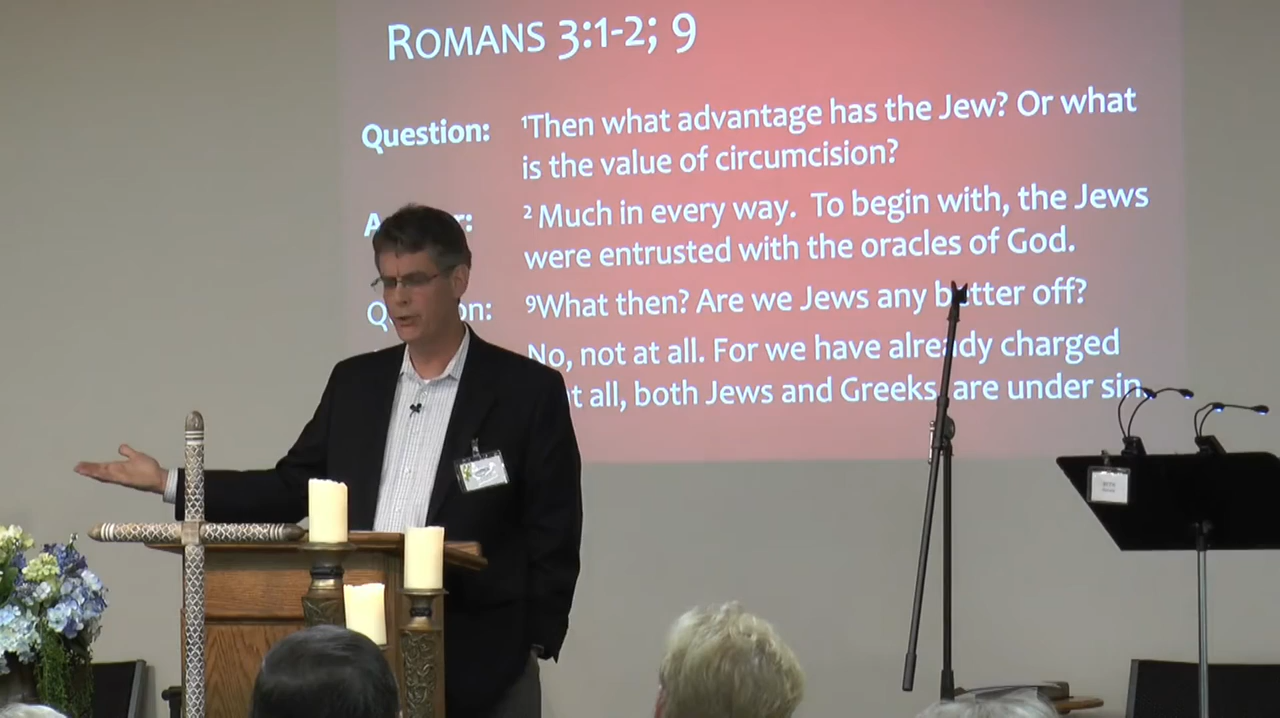 ROMANS 3:1-2; 9
Question: ¹Then what advantage has the Jew? Or what
is the value of circumcision?
² Much in every way. To begin with, the Jews
were entrusted with the oracles of God.
⁹What then? Are we Jews any better off?
No, not at all. For we have already charged
all, both Jews and Greeks, are under sin.